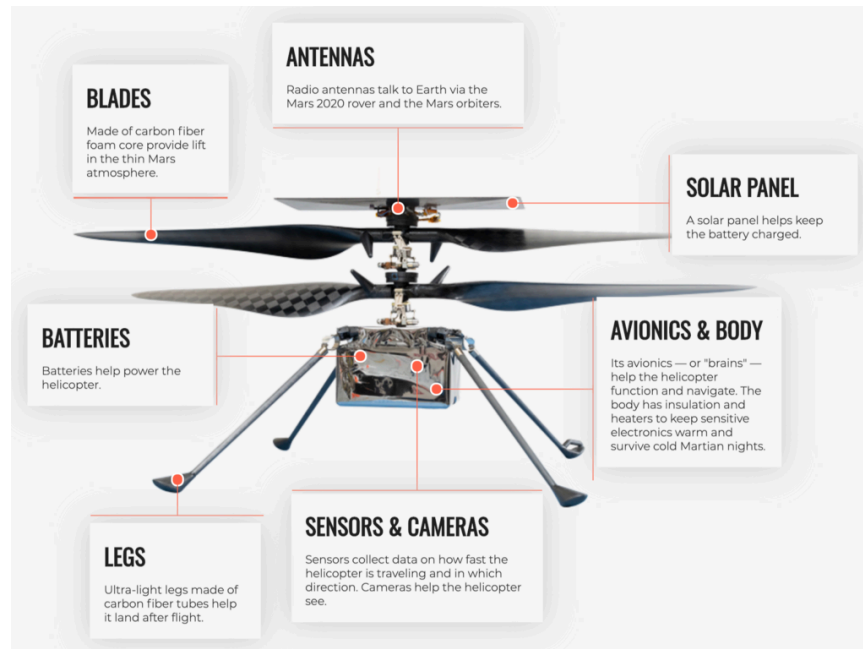 ANTENNAS
Radio antennas talk to Earth via the
Mars 2020 rover and the Mars orbiters.
BLADES
Made of carbon fiber
foam core provide lift
in the thin Mars
atmosphere.
SOLAR PANEL
A solar panel helps keep
the battery charged.
BATTERIES
Batteries help power the
helicopter.
AVIONICS & BODY
Its avionics — or "brains" —
help the helicopter
function and navigate. The
body has insulation and
heaters to keep sensitive
electronics warm and
survive cold Martian nights.
SENSORS & CAMERAS
Sensors collect data on how fast the
helicopter is traveling and in which
direction. Cameras help the helicopter
see.
LEGS
Ultra-light legs made of
carbon fiber tubes help
it land after flight.